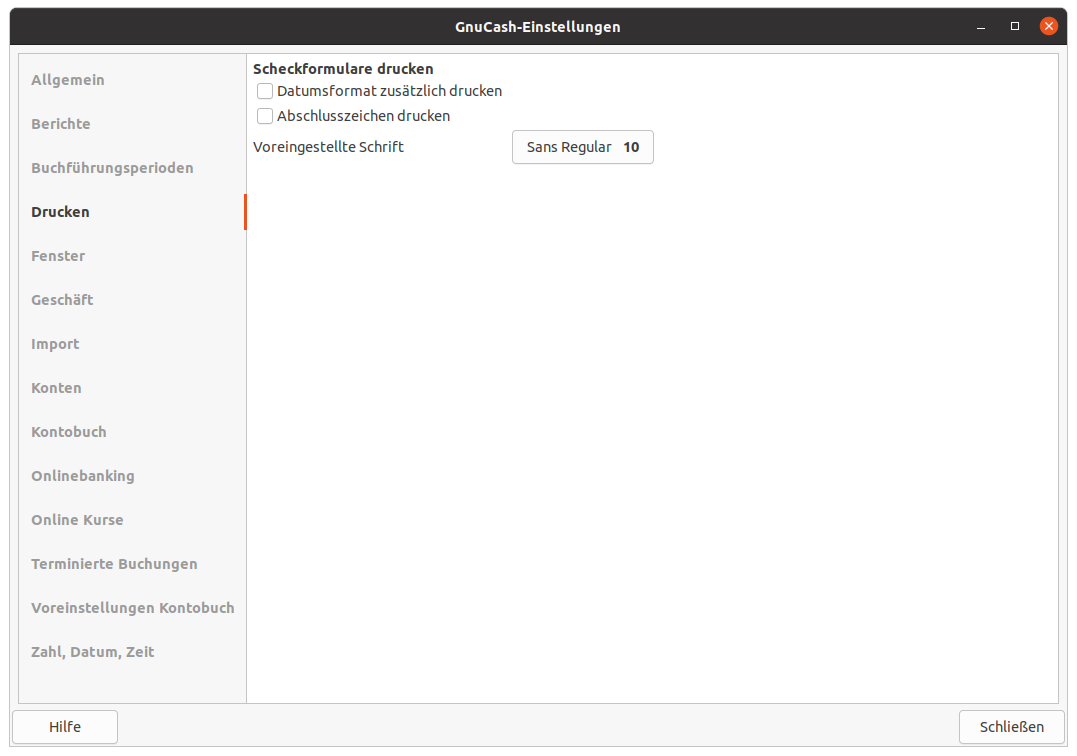 GnuCash-Einstellungen
Allgemein
Berichte
Buchführungsperioden
Drucken
Fenster
Geschäft
Import
Konten
Kontobuch
Onlinebanking
Online Kurse
Terminierte Buchungen
Voreinstellungen Kontobuch
Zahl, Datum, Zeit
Scheckformulare drucken
Datumsformat zusätzlich drucken
Abschlusszeichen drucken
Voreingestellte Schrift Sans Regular 10
Hilfe Schließen